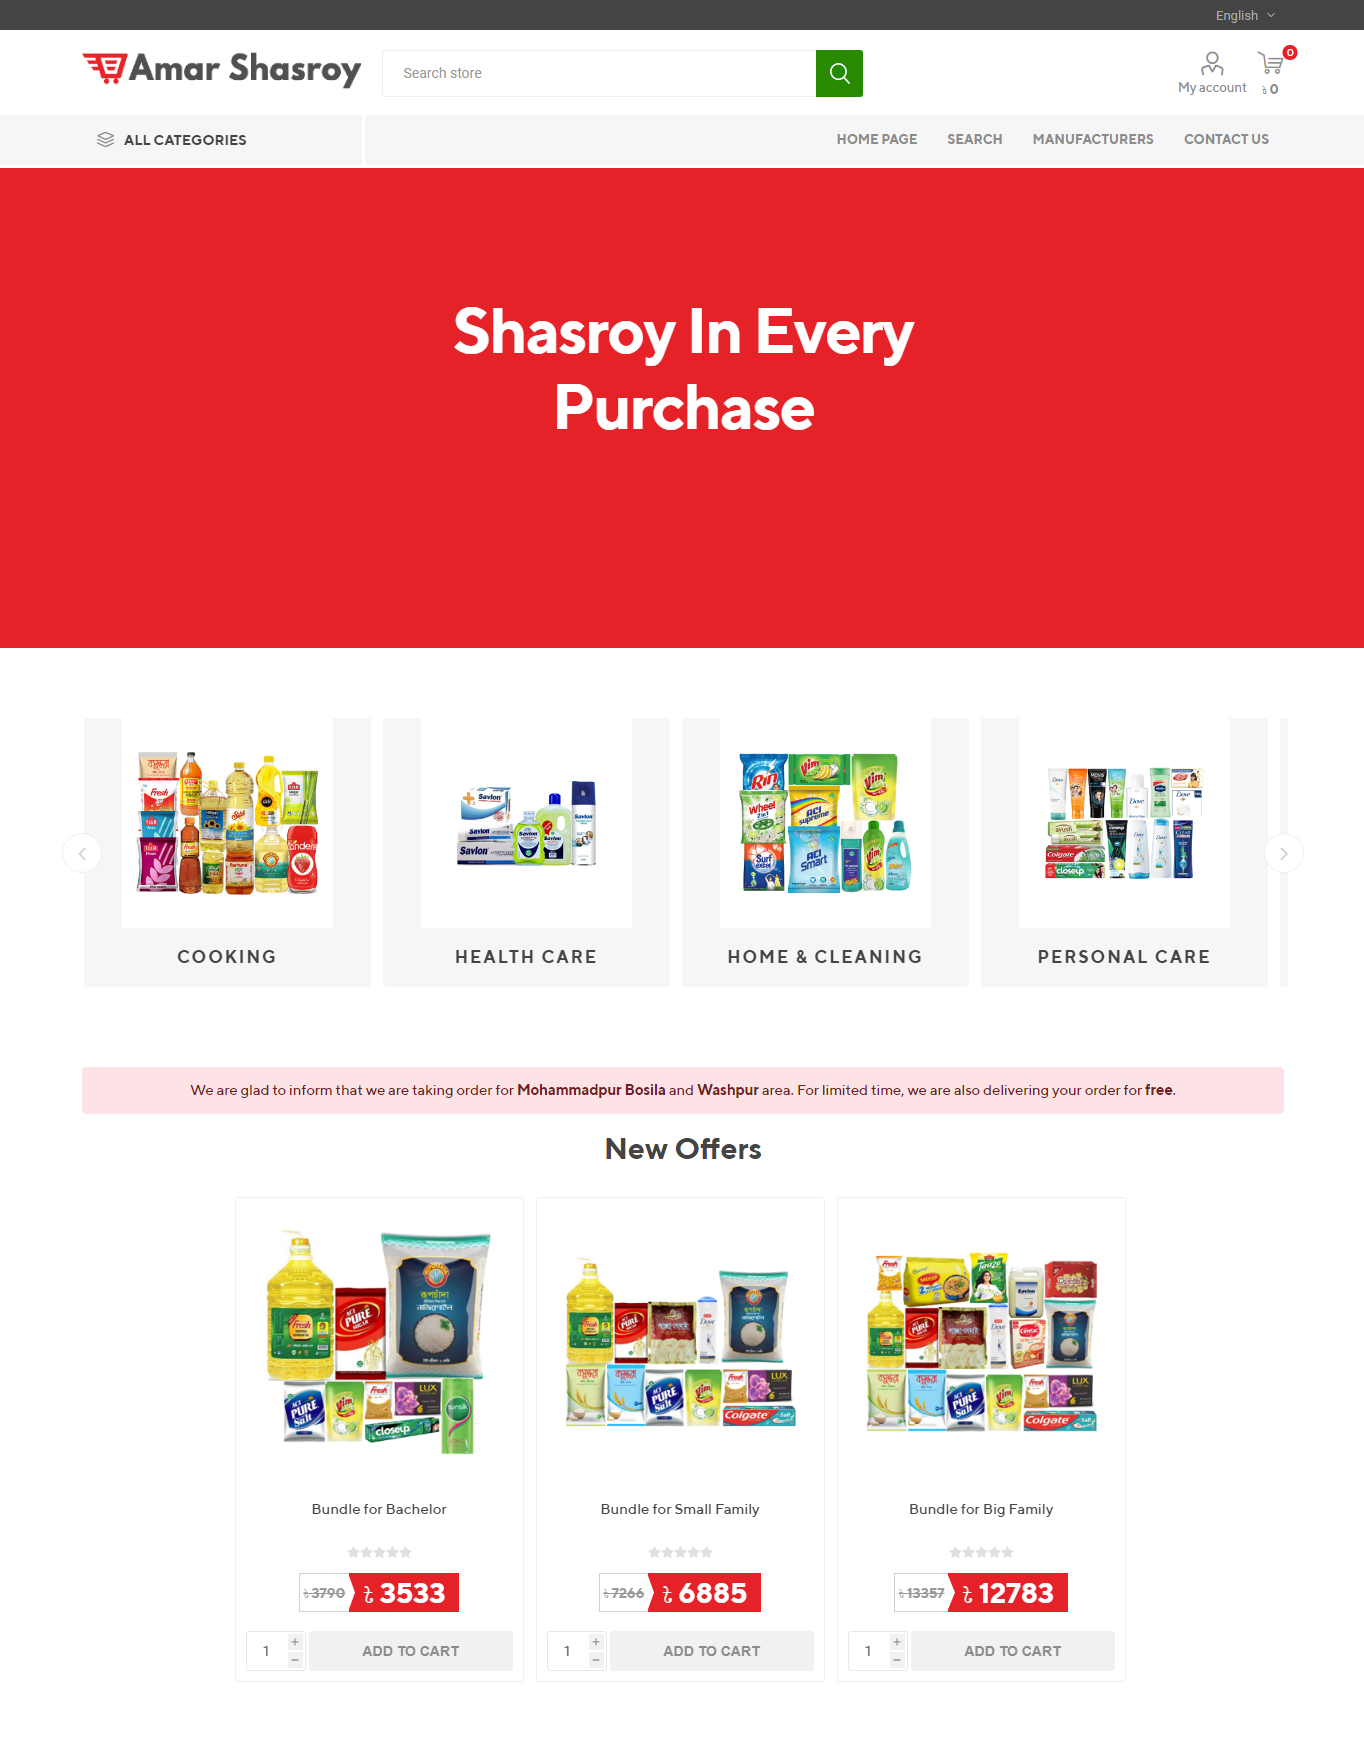 English
Amar Shasroy
Search store
0
My account
৳ 0
ALL CATEGORIES
HOME PAGE
SEARCH
MANUFACTURERS
CONTACT US
Shasroy In Every
Purchase
COOKING
HEALTH CARE
HOME & CLEANING
PERSONAL CARE
We are glad to inform that we are taking order for Mohammadpur Bosila and Washpur area. For limited time, we are also delivering your order for free.
New Offers
Bundle for Bachelor
৳ 3790 ৳ 3533
1 + − ADD TO CART
Bundle for Small Family
৳ 7266 ৳ 6885
1 + − ADD TO CART
Bundle for Big Family
৳ 13357 ৳ 12783
1 + − ADD TO CART